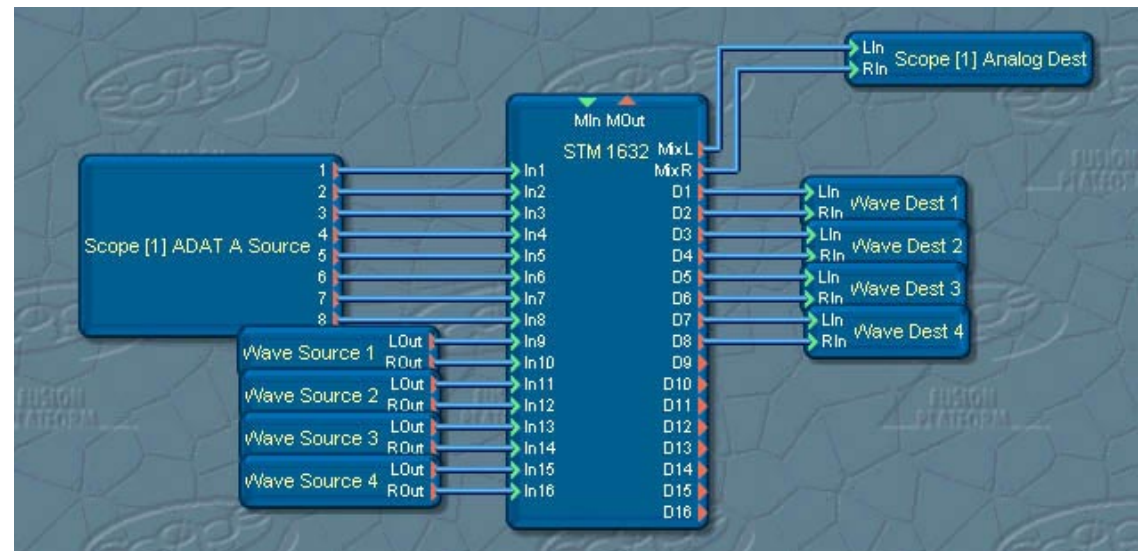 LIn
RIn
Scope [1] Analog Dest
MIn MOut
STM 1632
MixL
MixR
Scope [1] ADAT A Source
1
2
3
4
5
6
7
8
In1
In2
In3
In4
In5
In6
In7
In8
In9
In10
In11
In12
In13
In14
In15
In16
D1
D2
D3
D4
D5
D6
D7
D8
D9
D10
D11
D12
D13
D14
D15
D16
LIn
RIn
Wave Dest 1
LIn
RIn
Wave Dest 2
LIn
RIn
Wave Dest 3
LIn
RIn
Wave Dest 4
Wave Source 1
LOut
ROut
Wave Source 2
LOut
ROut
Wave Source 3
LOut
ROut
Wave Source 4
LOut
ROut
SCOPE
FUSION
PLATFORM
FUSION
PLATFORM